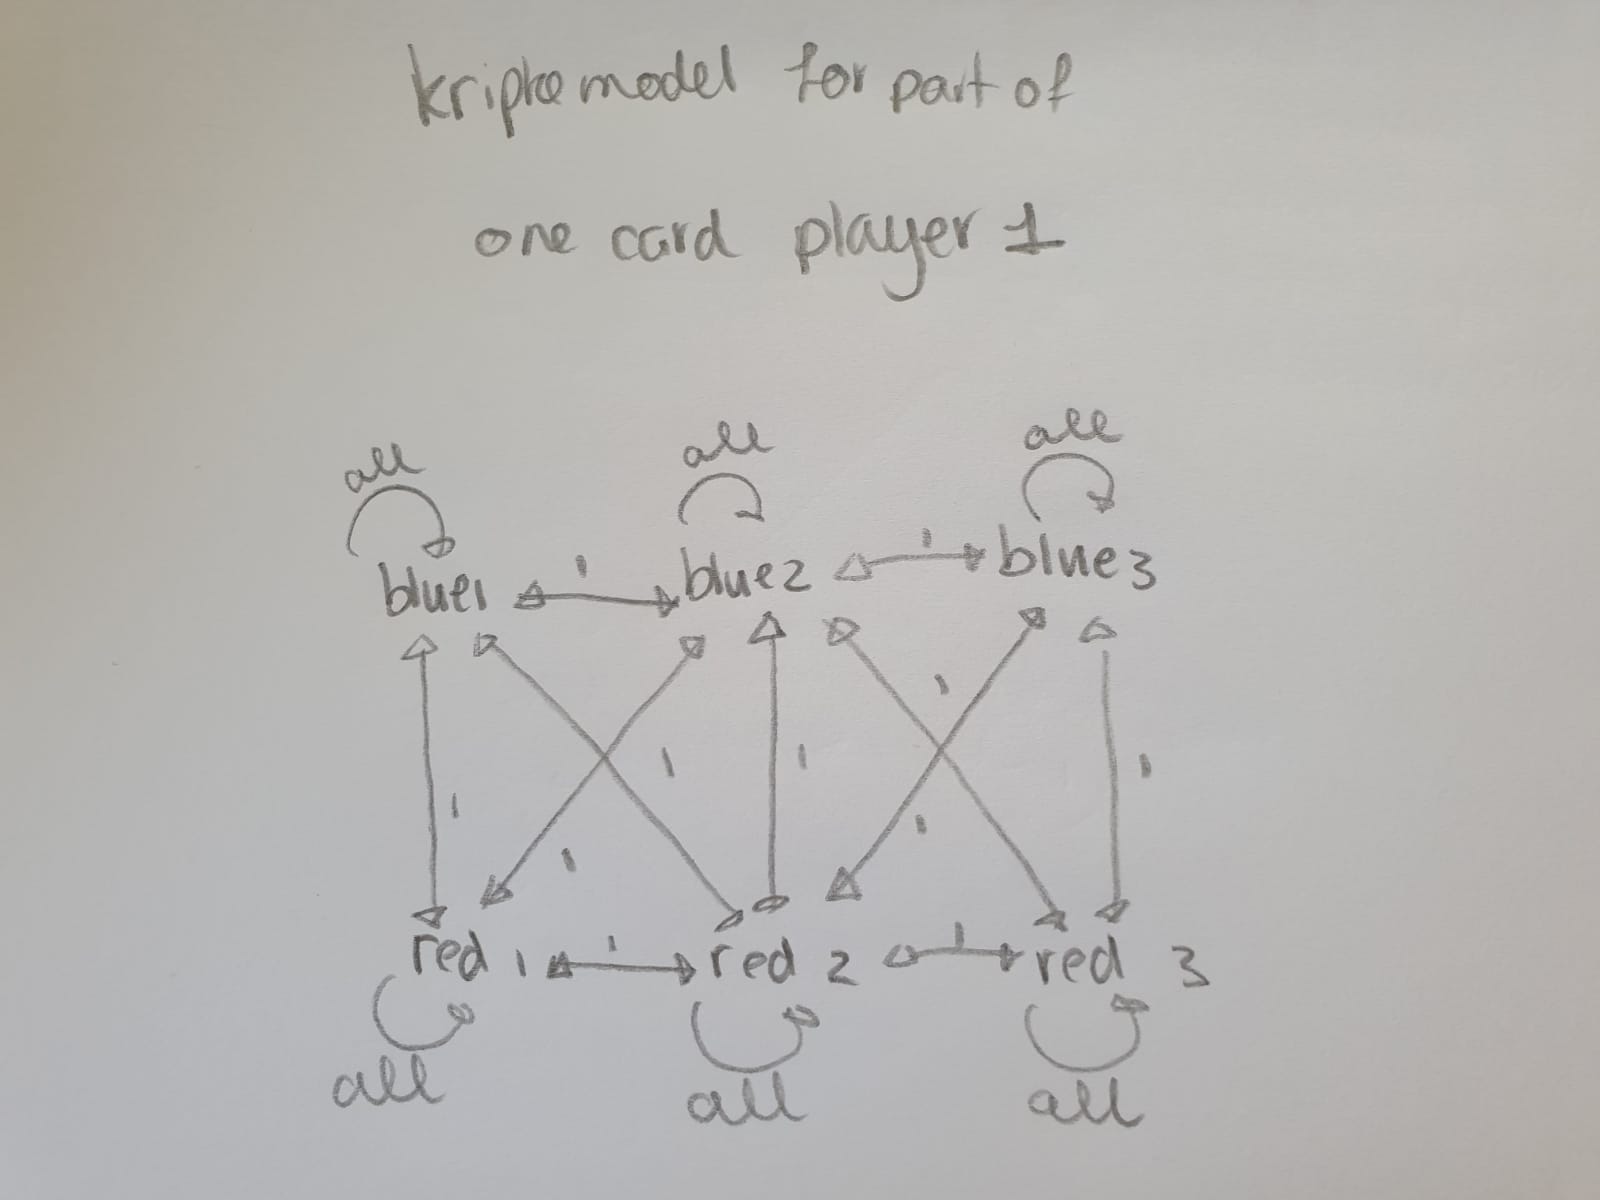 kripke model for part of
one card player 1
all all all
1 1
blue1 blue2 blue3
1
1 1 1 1
1 1
1 1
red 1 red 2 red 3
all all all